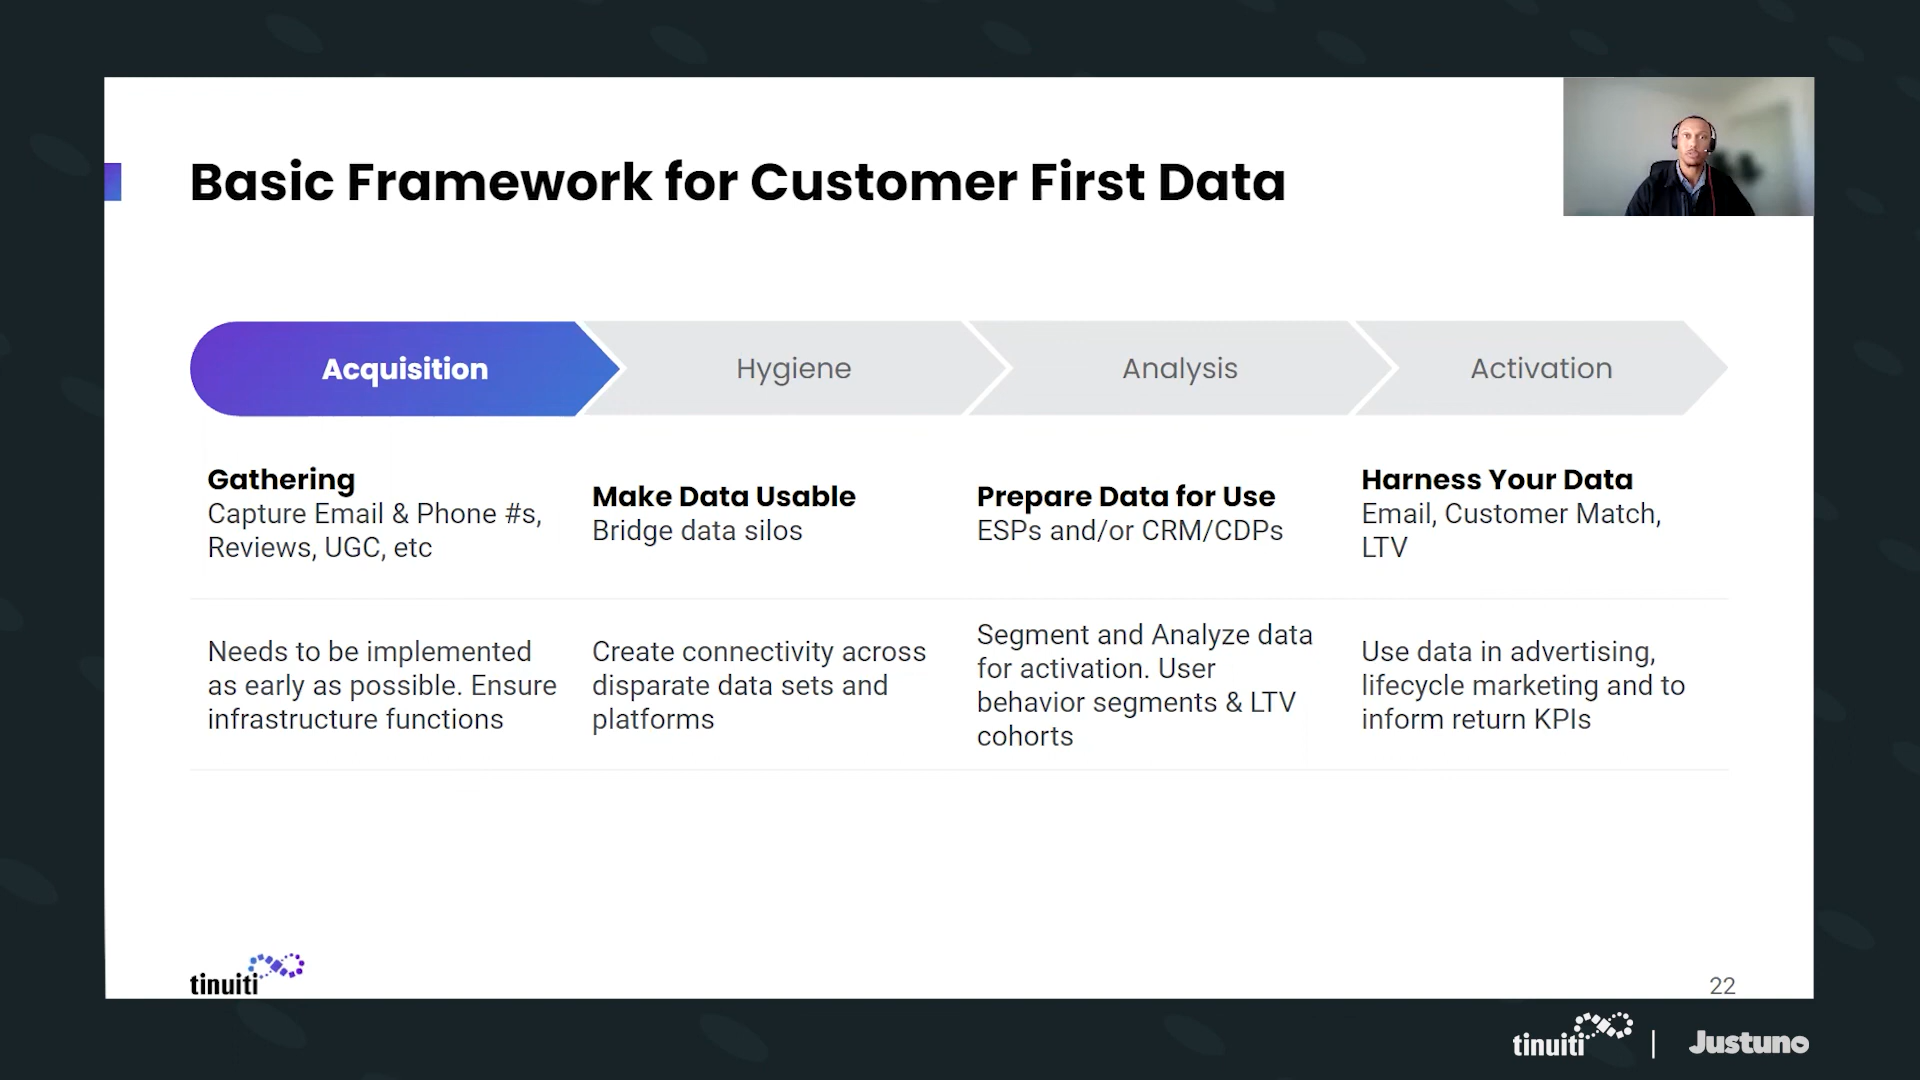 Basic Framework for Customer First Data
Acquisition
Hygiene
Analysis
Activation
Gathering
Capture Email & Phone #s,
Reviews, UGC, etc
Make Data Usable
Bridge data silos
Prepare Data for Use
ESPs and/or CRM/CDPs
Harness Your Data
Email, Customer Match,
LTV
Needs to be implemented
as early as possible. Ensure
infrastructure functions
Create connectivity across
disparate data sets and
platforms
Segment and Analyze data
for activation. User
behavior segments & LTV
cohorts
Use data in advertising,
lifecycle marketing and to
inform return KPIs
tinuiti
22
tinuiti | Justuno